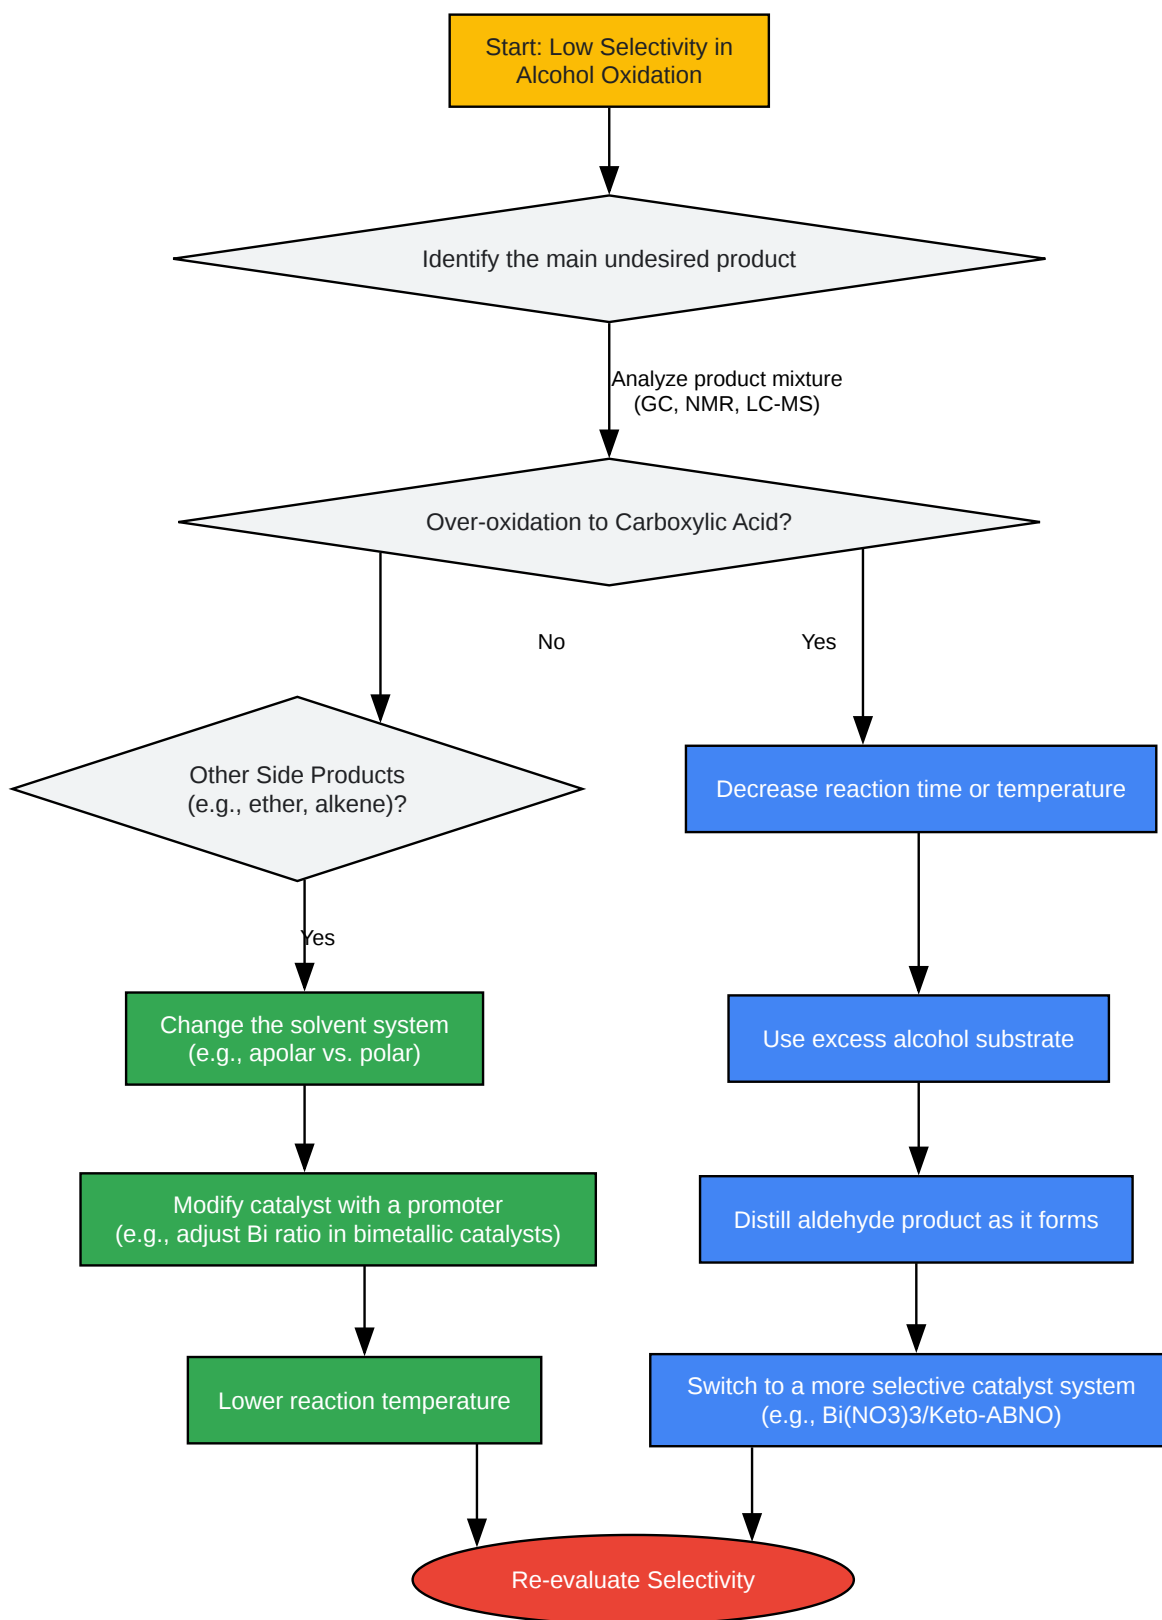 Start: Low Selectivity in
Alcohol Oxidation
Identify the main undesired product
Analyze product mixture
(GC, NMR, LC-MS)
Over-oxidation to Carboxylic Acid?
No
Yes
Other Side Products
(e.g., ether, alkene)?
Decrease reaction time or temperature
Yes
Change the solvent system
(e.g., apolar vs. polar)
Use excess alcohol substrate
Modify catalyst with a promoter
(e.g., adjust Bi ratio in bimetallic catalysts)
Distill aldehyde product as it forms
Lower reaction temperature
Switch to a more selective catalyst system
(e.g., Bi(NO3)3/Keto-ABNO)
Re-evaluate Selectivity